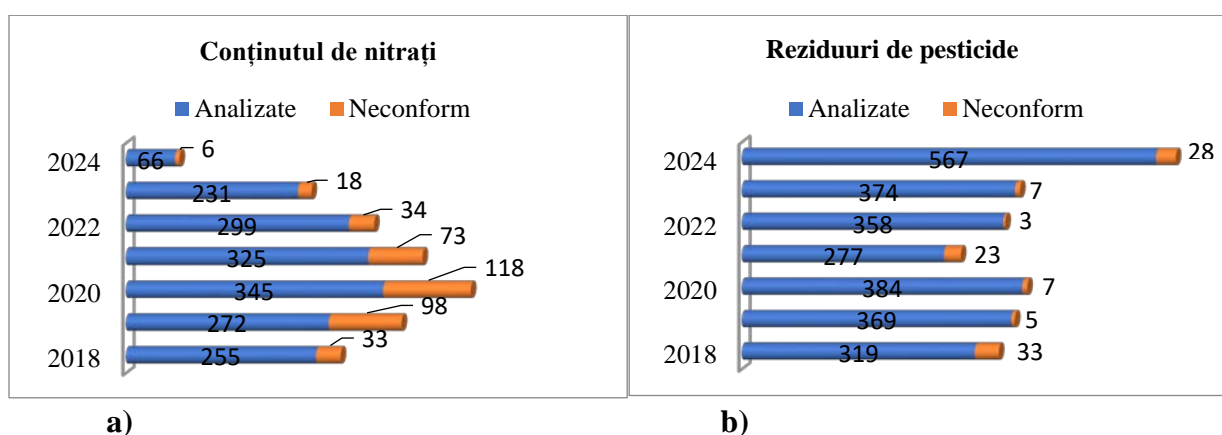 Conținutul de nitrați
Analizate Neconform
2024 66 6
231 18
2022 299 34
325 73
2020 345 118
272 98
2018 255 33
a)
Reziduuri de pesticide
Analizate Neconform
2024 567 28
374 7
2022 358 3
277 23
2020 384 7
369 5
2018 319 33
b)